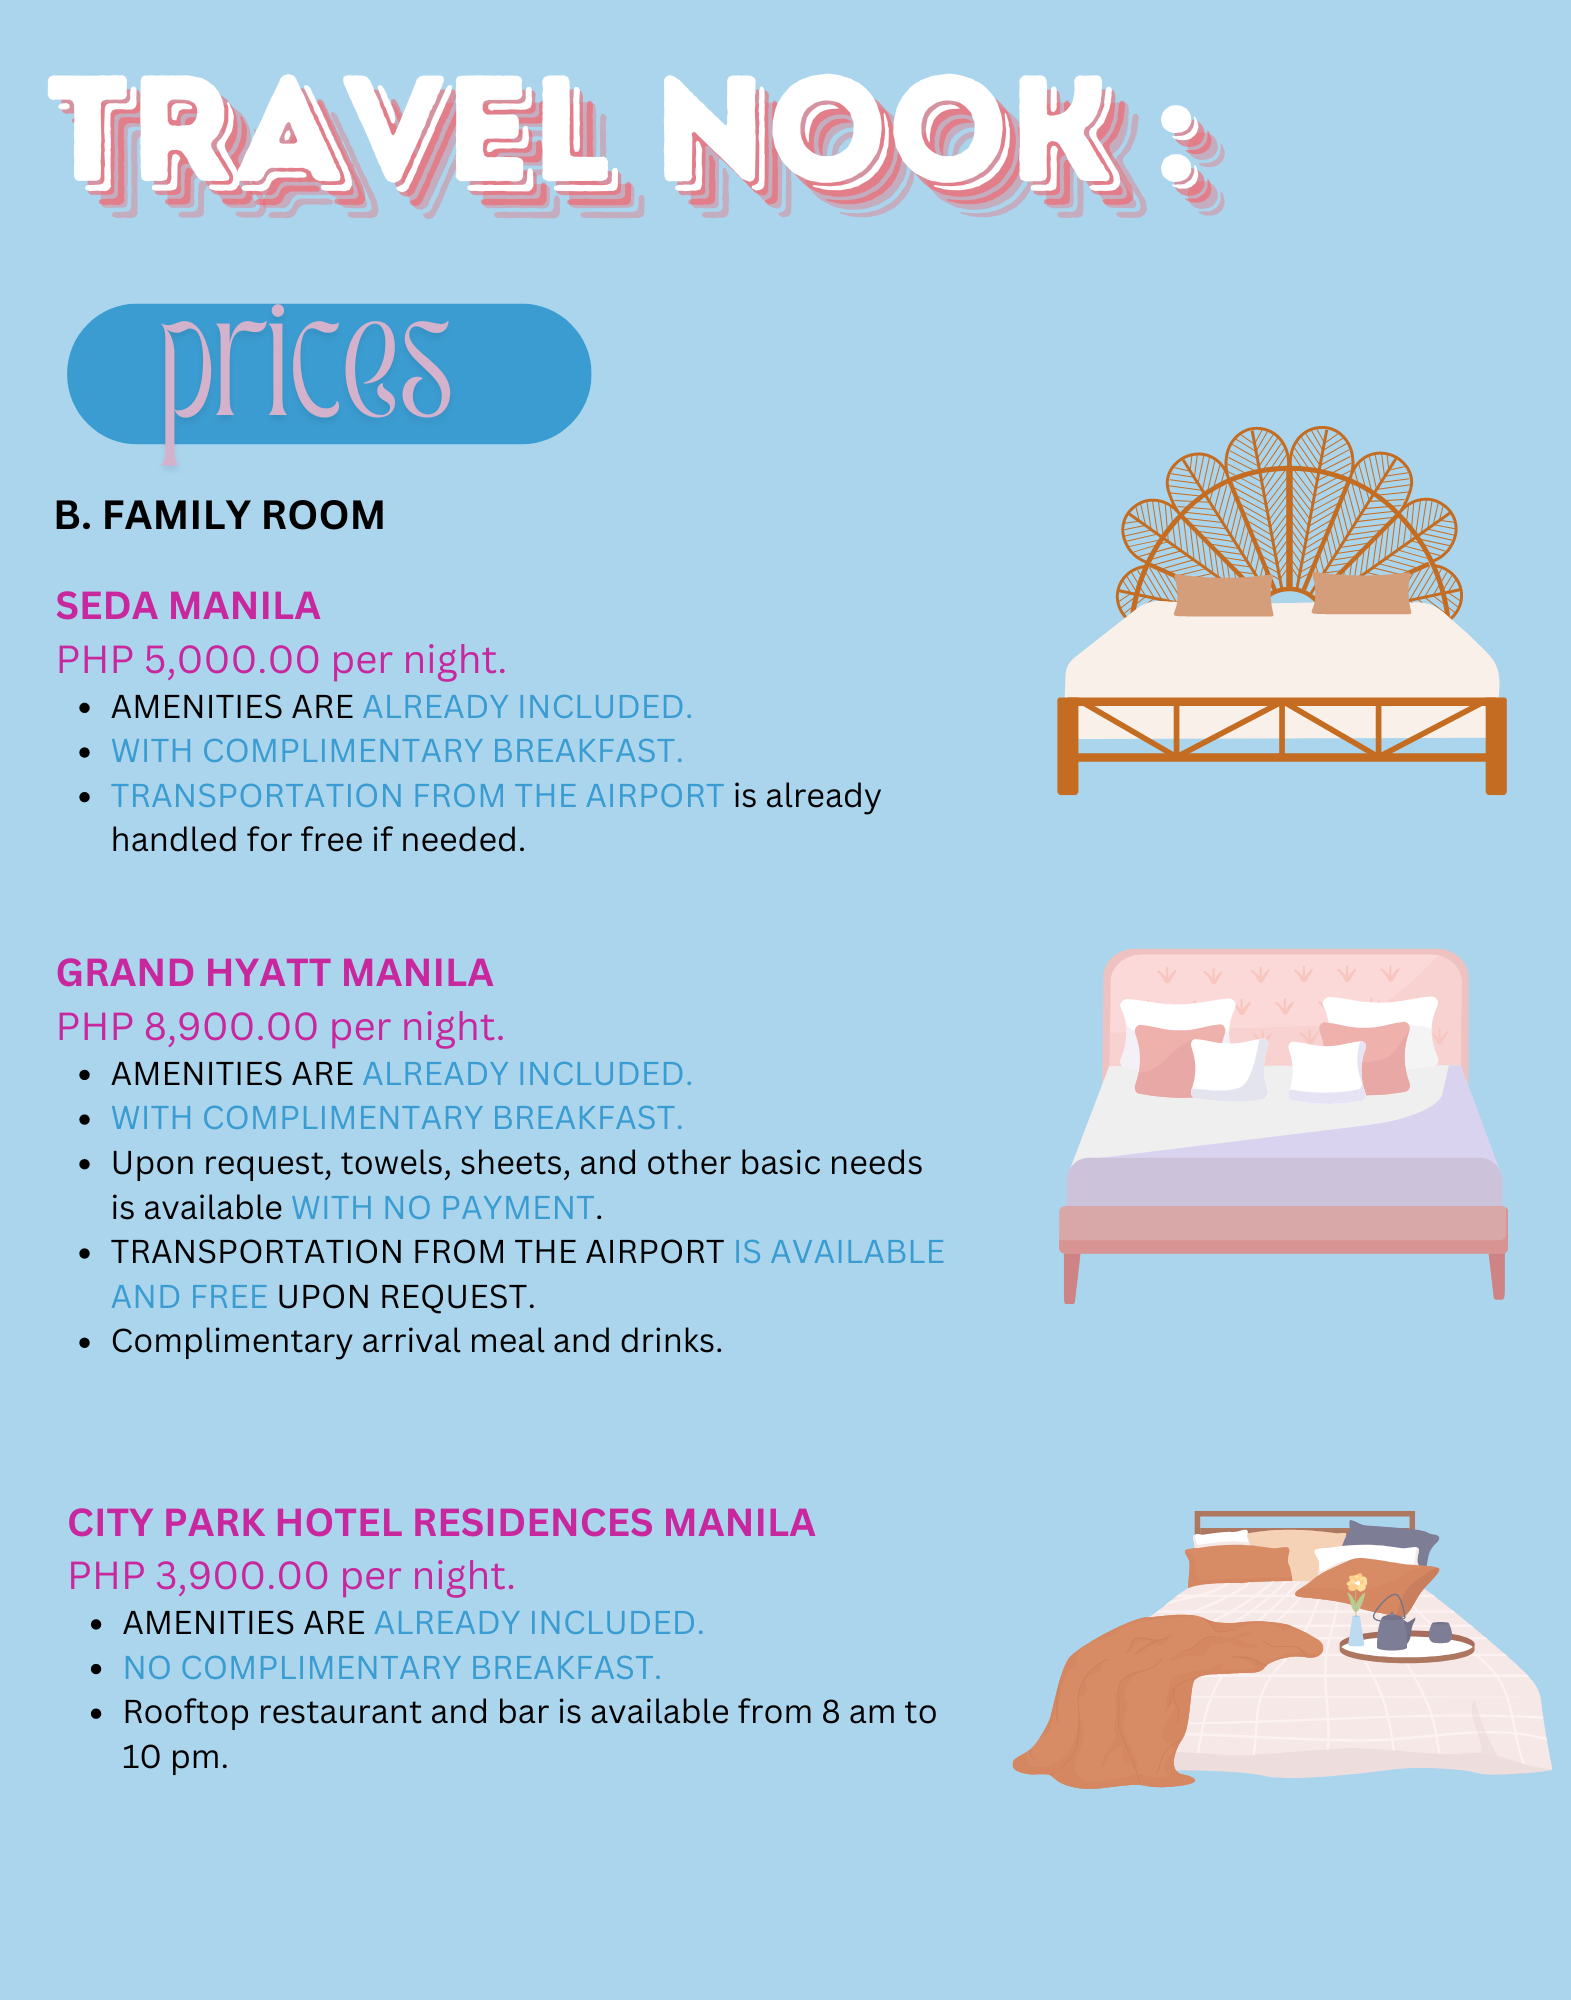 TRAVEL NOOK :
prices
B. FAMILY ROOM
SEDA MANILA
PHP 5,000.00 per night.
• AMENITIES ARE ALREADY INCLUDED.
• WITH COMPLIMENTARY BREAKFAST.
• TRANSPORTATION FROM THE AIRPORT is already
handled for free if needed.
GRAND HYATT MANILA
PHP 8,900.00 per night.
• AMENITIES ARE ALREADY INCLUDED.
• WITH COMPLIMENTARY BREAKFAST.
• Upon request, towels, sheets, and other basic needs
is available WITH NO PAYMENT.
• TRANSPORTATION FROM THE AIRPORT IS AVAILABLE
AND FREE UPON REQUEST.
• Complimentary arrival meal and drinks.
CITY PARK HOTEL RESIDENCES MANILA
PHP 3,900.00 per night.
• AMENITIES ARE ALREADY INCLUDED.
• NO COMPLIMENTARY BREAKFAST.
• Rooftop restaurant and bar is available from 8 am to
10 pm.